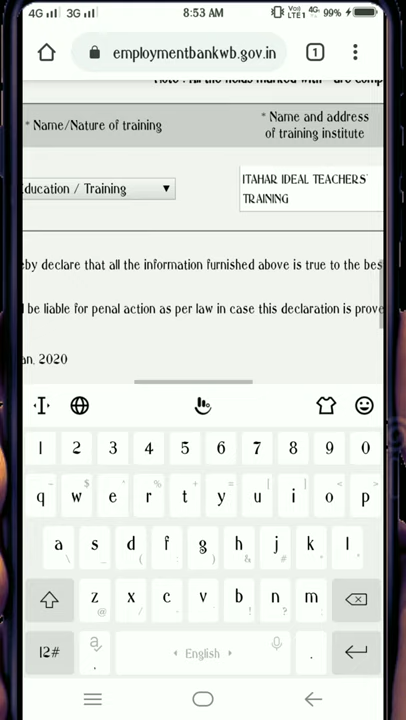 4G 3G 8:53 AM VoLTE1 4G 99%
employmentbankwb.gov.in 1
* Name/Nature of training
* Name and address
of training institute
ducation / Training
ITAHAR IDEAL TEACHERS'
TRAINING
by declare that all the information furnished above is true to the bes
be liable for penal action as per law in case this declaration is prove
an, 2020
1 2 3 4 5 6 7 8 9 0
q w e r t y u i o p
a s d f g h j k l
z x c v b n m
12# English .